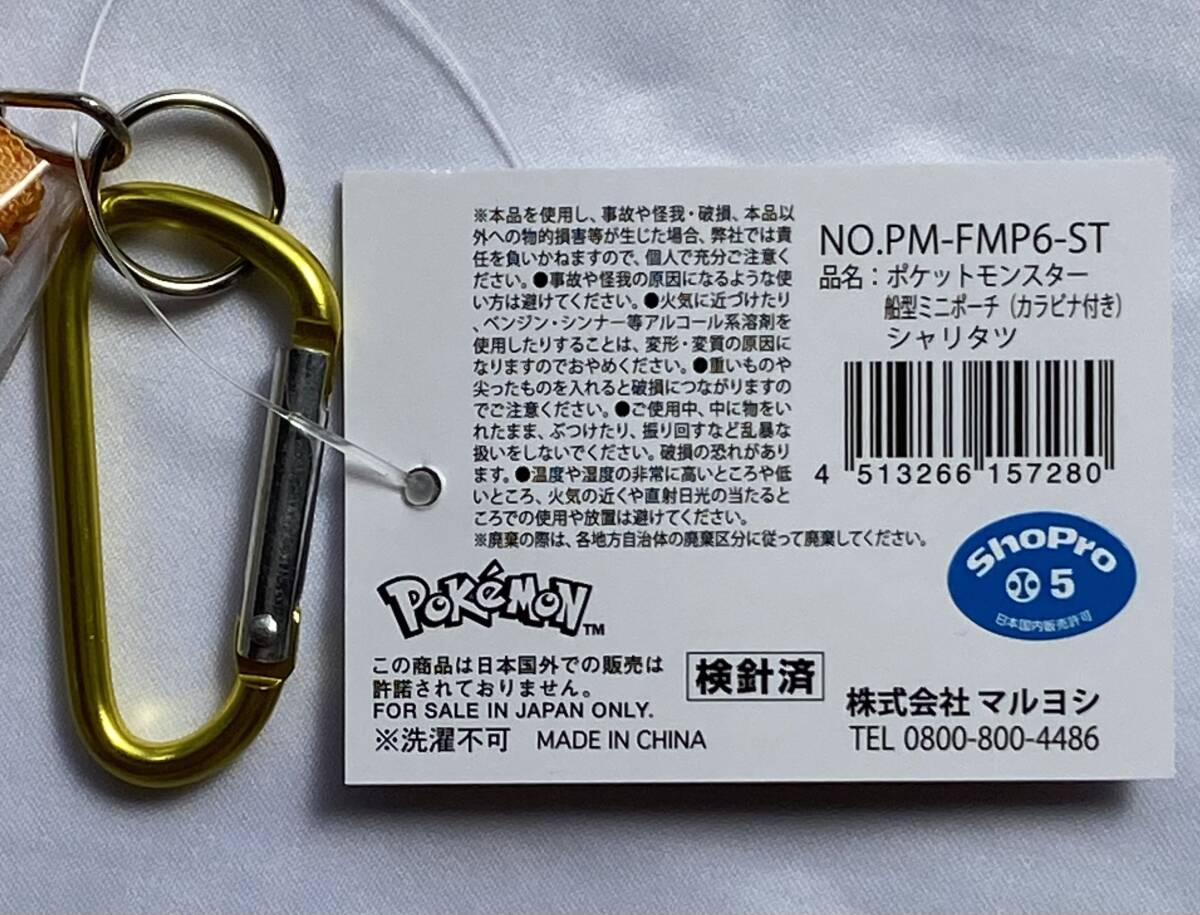 ※本品を使用し、事故や怪我・破損、本品以
外への物的損害等が生じた場合、弊社では責
任を負いかねますので、個人で充分ご注意く
ださい。●事故や怪我の原因になるような使
い方は避けてください。●火気に近づけたり
、ベンジン・シンナー等アルコール系溶剤を
使用したりすることは、変形・変質の原因に
なりますのでおやめください。●重いものや
尖ったものを入れると破損につながりますの
でご注意ください。●ご使用中、中に物をい
れたまま、ぶつけたり、振り回すなど乱暴な
扱いをしないでください。破損の恐れがあり
ます。●温度や湿度の非常に高いところや低
いところ、火気の近くや直射日光の当たると
ころでの使用や放置は避けてください。
※廃棄の際は、各地方自治体の廃棄区分に従って廃棄してください。
NO.PM-FMP6-ST
品名：ポケットモンスター
船型ミニポーチ（カラビナ付き）
シャリタツ
4 513266 157280
ShoPro
5
日本国内販売許可
POKéMON TM
この商品は日本国外での販売は
許諾されておりません。
FOR SALE IN JAPAN ONLY.
※洗濯不可 MADE IN CHINA
検針済
株式会社 マルヨシ
TEL 0800-800-4486